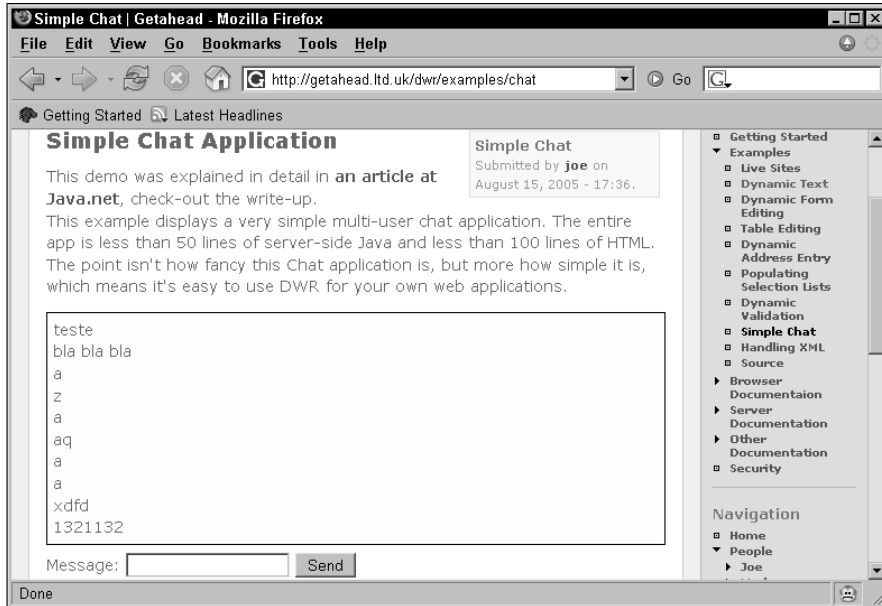 Simple Chat | Getahead - Mozilla Firefox
File Edit View Go Bookmarks Tools Help
G http://getahead.ltd.uk/dwr/examples/chat Go G
Getting Started Latest Headlines
Simple Chat Application
This demo was explained in detail in an article at
Java.net, check-out the write-up.
This example displays a very simple multi-user chat application. The entire
app is less than 50 lines of server-side Java and less than 100 lines of HTML.
The point isn't how fancy this Chat application is, but more how simple it is,
which means it's easy to use DWR for your own web applications.
Simple Chat
Submitted by joe on
August 15, 2005 - 17:36.
teste
bla bla bla
a
z
a
aq
a
a
xdfd
1321132
Message: Send
Getting Started
Examples
Live Sites
Dynamic Text
Dynamic Form
Editing
Table Editing
Dynamic
Address Entry
Populating
Selection Lists
Dynamic
Validation
Simple Chat
Handling XML
Source
Browser
Documentaion
Server
Documentation
Other
Documentation
Security
Navigation
Home
People
Joe
Done